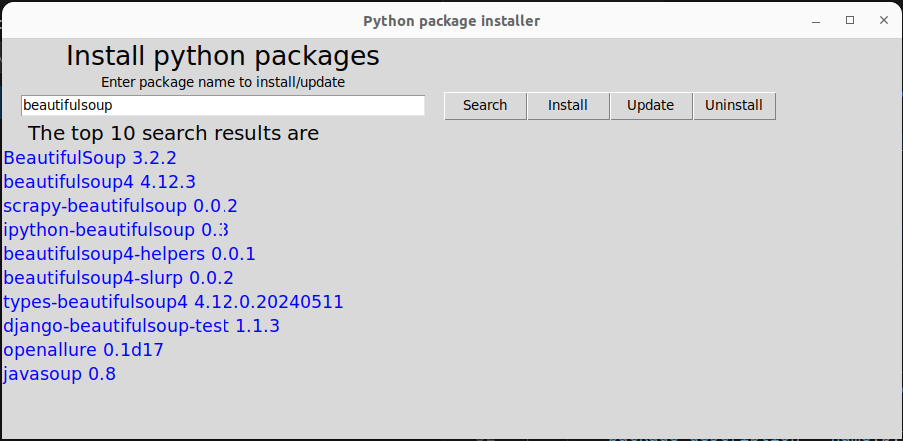 Python package installer
Install python packages
Enter package name to install/update
beautifulsoup
Search Install Update Uninstall
The top 10 search results are
BeautifulSoup 3.2.2
beautifulsoup4 4.12.3
scrapy-beautifulsoup 0.0.2
ipython-beautifulsoup 0.3
beautifulsoup4-helpers 0.0.1
beautifulsoup4-slurp 0.0.2
types-beautifulsoup4 4.12.0.20240511
django-beautifulsoup-test 1.1.3
openallure 0.1d17
javasoup 0.8